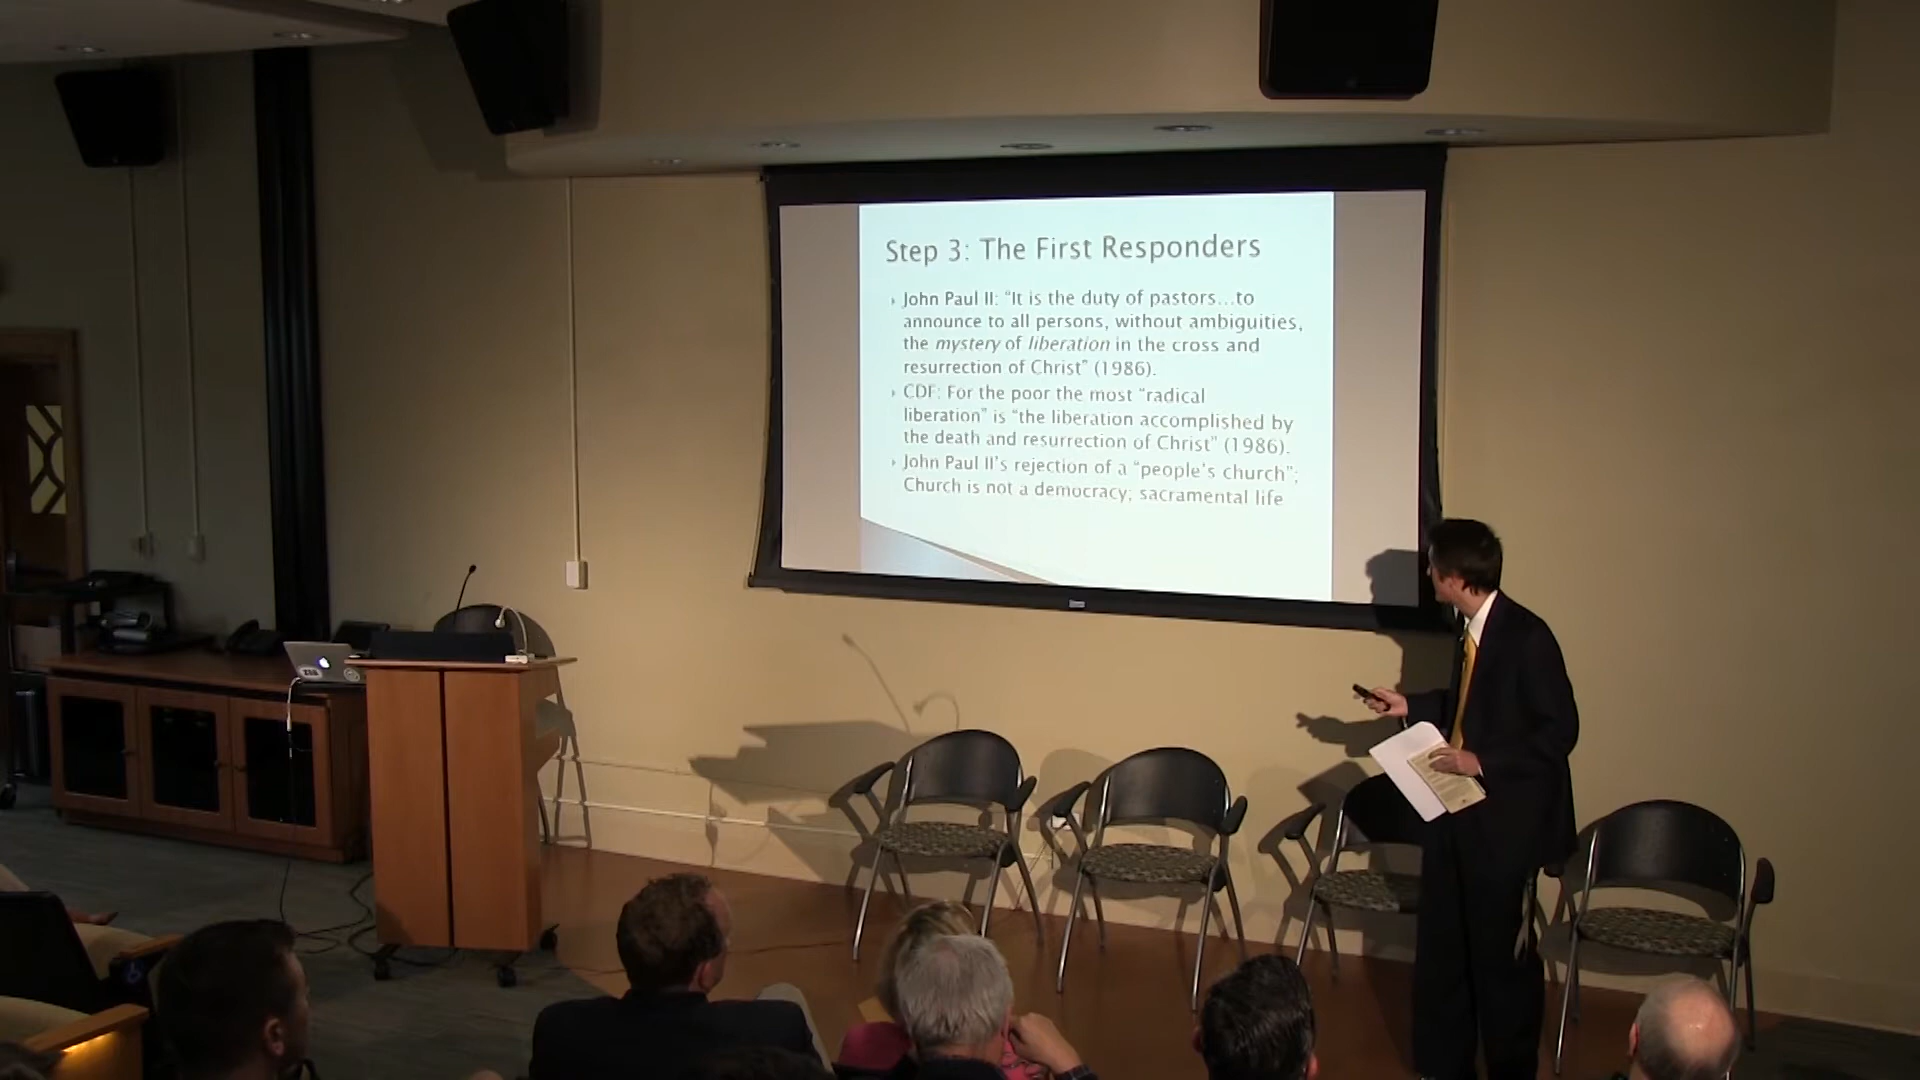 Step 3: The First Responders
John Paul II: “It is the duty of pastors…to
announce to all persons, without ambiguities,
the mystery of liberation in the cross and
resurrection of Christ” (1986).
CDF: For the poor the most “radical
liberation” is “the liberation accomplished by
the death and resurrection of Christ” (1986).
John Paul II’s rejection of a “people’s church”;
Church is not a democracy; sacramental life